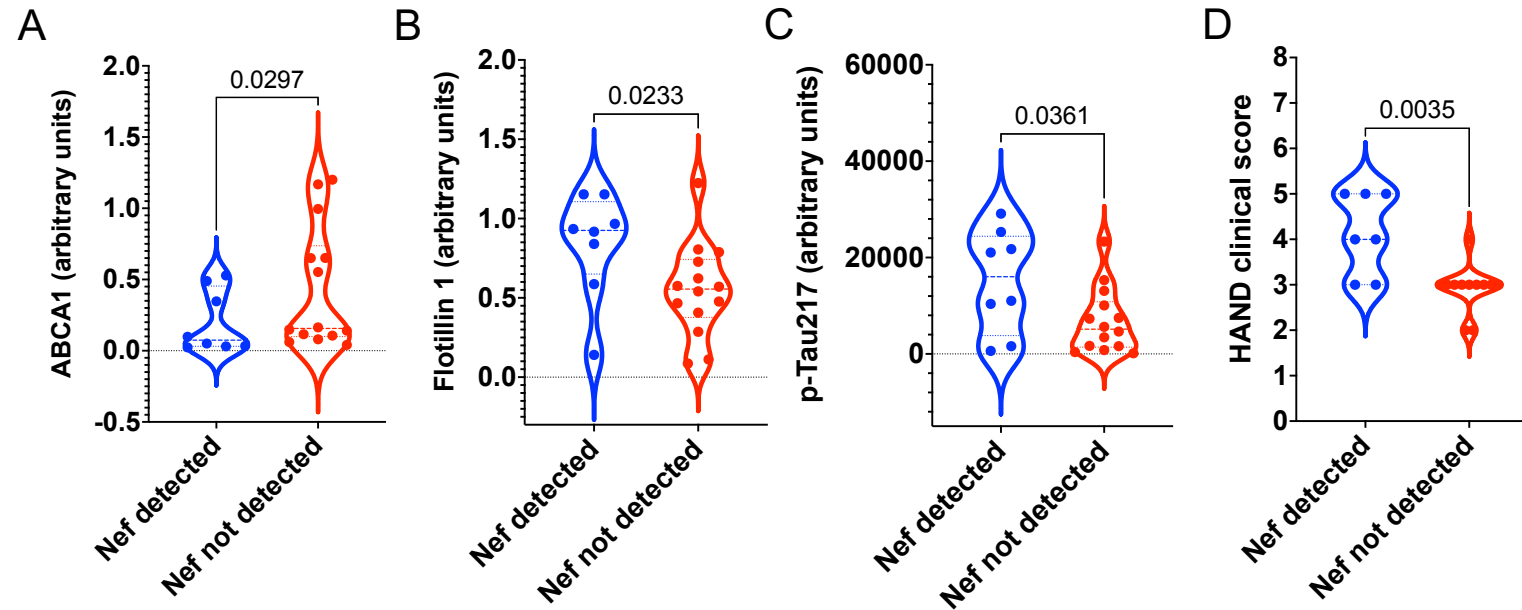 A
ABCA1 (arbitrary units)
2.0
1.5
1.0
0.5
0.0
-0.5
0.0297
Nef detected
Nef not detected
B
Flotillin 1 (arbitrary units)
2.0
1.5
1.0
0.5
0.0
0.0233
Nef detected
Nef not detected
C
p-Tau217 (arbitrary units)
60000
40000
20000
0
0.0361
Nef detected
Nef not detected
D
HAND clinical score
8
7
6
5
4
3
2
1
0
0.0035
Nef detected
Nef not detected